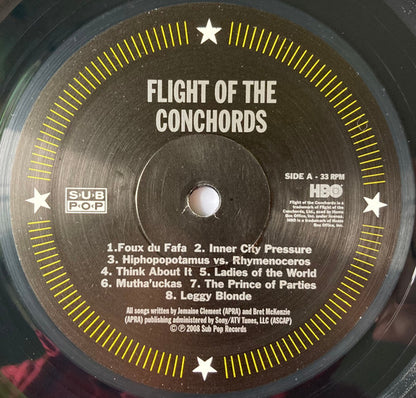 FLIGHT OF THE
CONCHORDS
SUB
POP
SIDE A - 33 RPM
HBO®
Flight of the Conchords is a
trademark of Flight of the
Conchords, Ltd., used by Home
Box Office, Inc. under license.
HBO is a trademark of Home
Box Office, Inc.
1.Foux du Fafa 2. Inner City Pressure
3. Hiphopopotamus vs. Rhymenoceros
4. Think About It 5. Ladies of the World
6. Mutha'uckas 7. The Prince of Parties
8. Leggy Blonde
All songs written by Jemaine Clement (APRA) and Bret McKenzie
(APRA) publishing administered by Sony/ATV Tunes, LLC (ASCAP)
©℗2008 Sub Pop Records